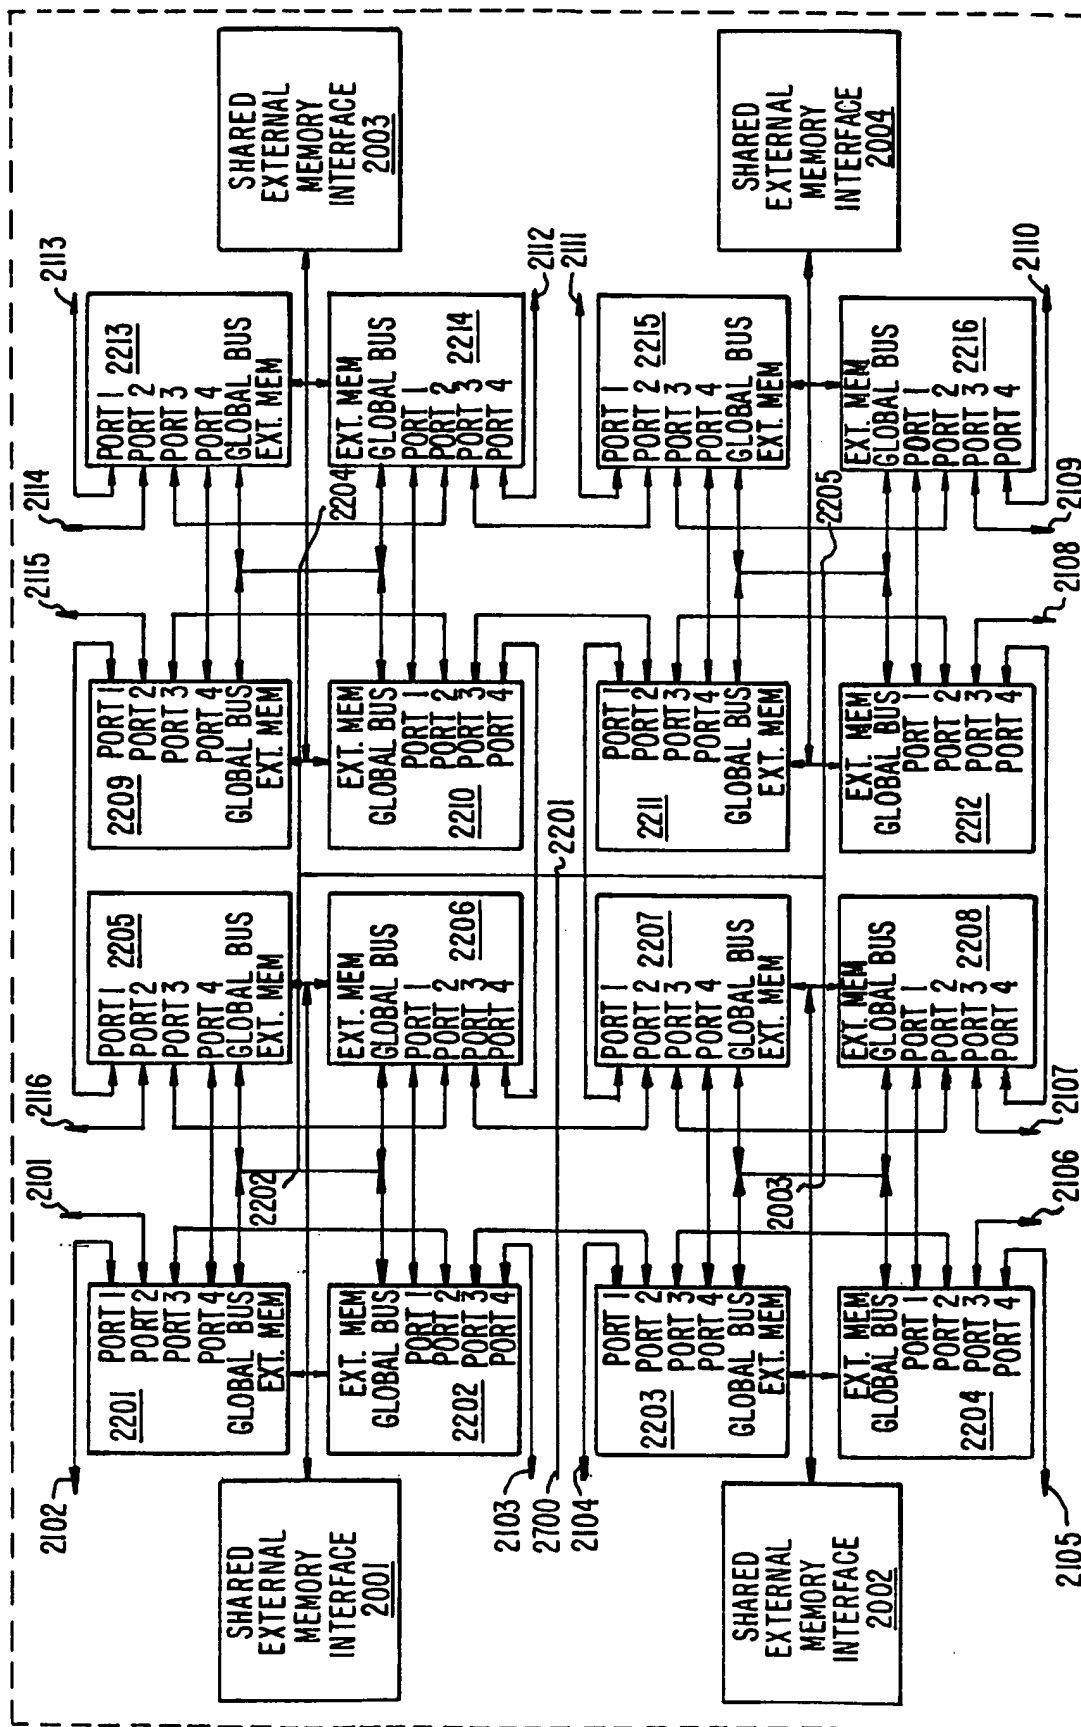 2102
2101
2116
2115
2114
2113
SHARED
EXTERNAL
MEMORY
INTERFACE
2001
2201
PORT 1
PORT 2
PORT 3
PORT 4
GLOBAL BUS
EXT. MEM
PORT 1
2205
PORT 2
PORT 3
PORT 4
GLOBAL BUS
EXT. MEM
2209
PORT 1
PORT 2
PORT 3
PORT 4
GLOBAL BUS
EXT. MEM
PORT 1
2213
PORT 2
PORT 3
PORT 4
GLOBAL BUS
EXT. MEM
SHARED
EXTERNAL
MEMORY
INTERFACE
2003
2202
2204
EXT. MEM
GLOBAL BUS
PORT 1
PORT 2
PORT 3
PORT 4
2202
EXT. MEM
GLOBAL BUS
PORT 1
PORT 2
PORT 3
PORT 4
2206
EXT. MEM
GLOBAL BUS
PORT 1
PORT 2
PORT 3
PORT 4
2210
EXT. MEM
GLOBAL BUS
PORT 1
PORT 2
PORT 3
PORT 4
2214
2103
2112
2700
2201
2104
2111
SHARED
EXTERNAL
MEMORY
INTERFACE
2002
2203
PORT 1
PORT 2
PORT 3
PORT 4
GLOBAL BUS
EXT. MEM
PORT 1
PORT 2
2207
PORT 3
PORT 4
GLOBAL BUS
EXT. MEM
2211
PORT 1
PORT 2
PORT 3
PORT 4
GLOBAL BUS
EXT. MEM
PORT 1
PORT 2
2215
PORT 3
PORT 4
GLOBAL BUS
EXT. MEM
SHARED
EXTERNAL
MEMORY
INTERFACE
2004
2003
2205
EXT. MEM
GLOBAL BUS
PORT 1
PORT 2
PORT 3
PORT 4
2204
EXT. MEM
GLOBAL BUS
PORT 1
PORT 2
PORT 3
PORT 4
2208
EXT. MEM
GLOBAL BUS
PORT 1
PORT 2
PORT 3
PORT 4
2212
EXT. MEM
GLOBAL BUS
PORT 1
PORT 2
PORT 3
PORT 4
2216
2105
2106
2107
2108
2109
2110